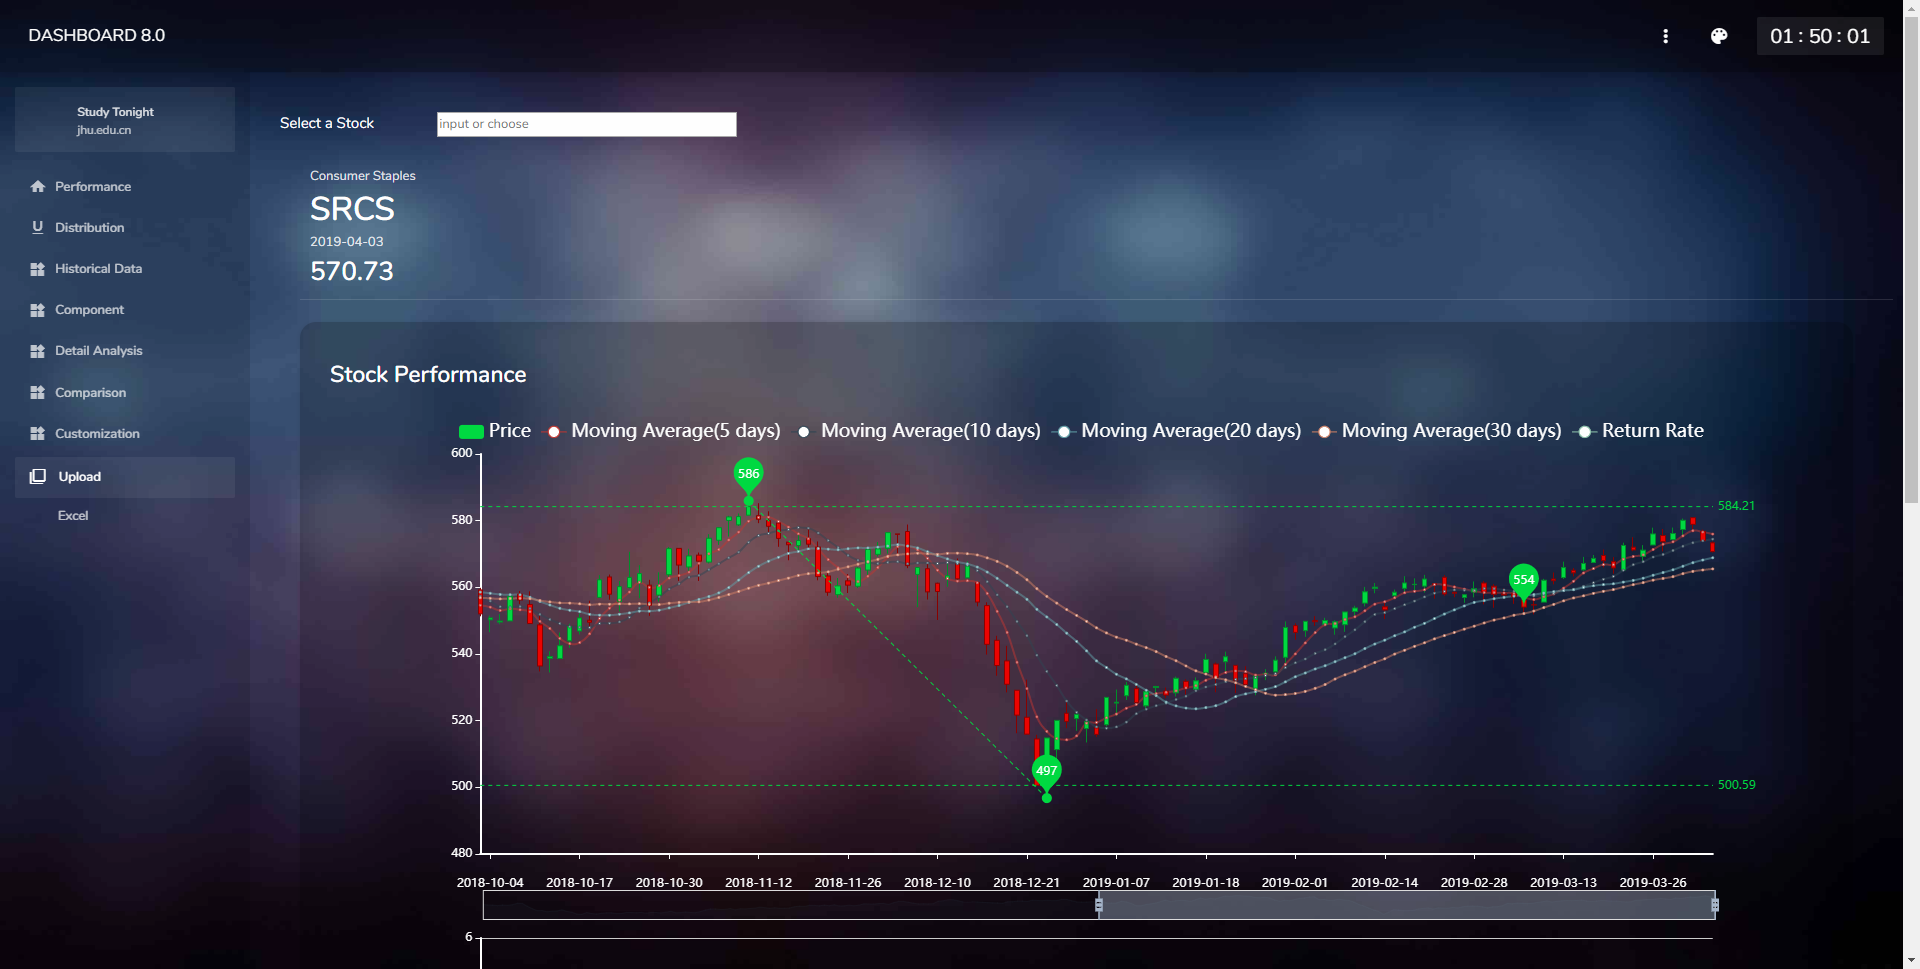 DASHBOARD 8.0
01 : 50 : 01
Study Tonight
jhu.edu.cn
Performance
Distribution
Historical Data
Component
Detail Analysis
Comparison
Customization
Upload
Excel
Select a Stock
input or choose
Consumer Staples
SRCS
2019-04-03
570.73
Stock Performance
Price
Moving Average(5 days)
Moving Average(10 days)
Moving Average(20 days)
Moving Average(30 days)
Return Rate
600
580
560
540
520
500
480
586
584.21
554
497
500.59
2018-10-04
2018-10-17
2018-10-30
2018-11-12
2018-11-26
2018-12-10
2018-12-21
2019-01-07
2019-01-18
2019-02-01
2019-02-14
2019-02-28
2019-03-13
2019-03-26
6